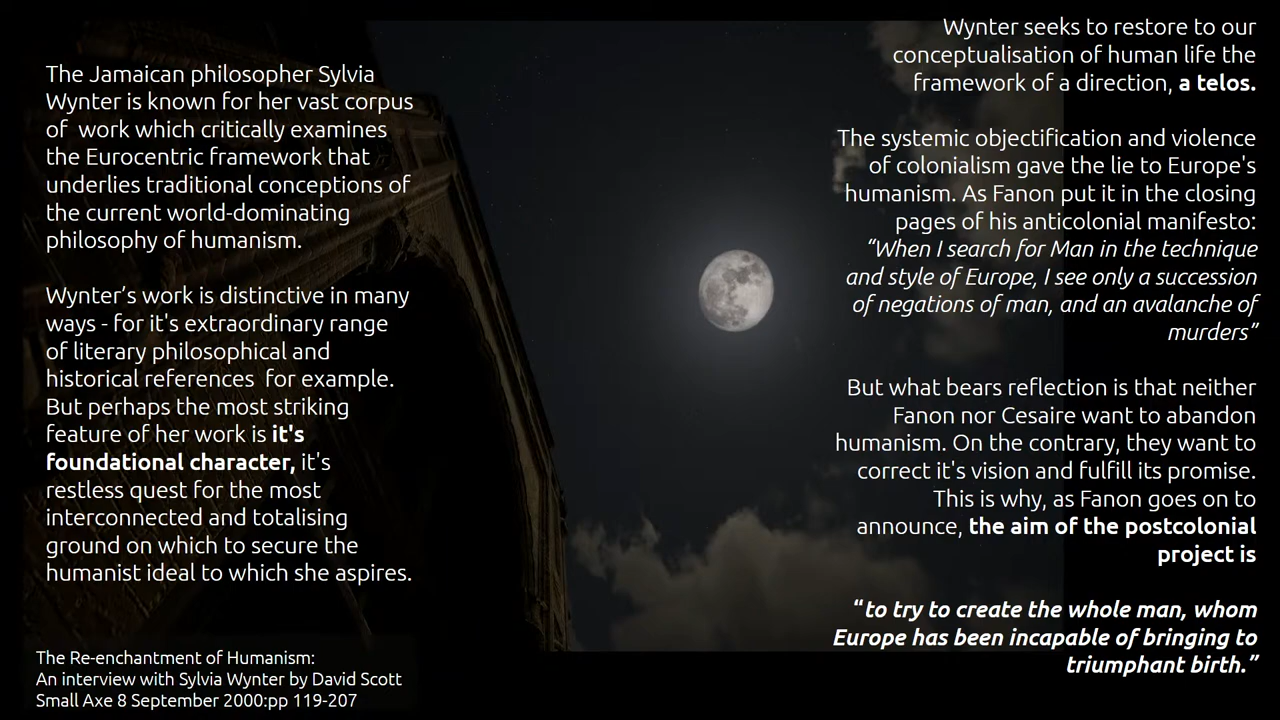 The Jamaican philosopher Sylvia
Wynter is known for her vast corpus
of  work which critically examines
the Eurocentric framework that
underlies traditional conceptions of
the current world-dominating
philosophy of humanism.
Wynter’s work is distinctive in many
ways - for it's extraordinary range
of literary philosophical and
historical references  for example.
But perhaps the most striking
feature of her work is it's
foundational character, it's
restless quest for the most
interconnected and totalising
ground on which to secure the
humanist ideal to which she aspires.
The Re-enchantment of Humanism:
An interview with Sylvia Wynter by David Scott
Small Axe 8 September 2000:pp 119-207
Wynter seeks to restore to our
conceptualisation of human life the
framework of a direction, a telos.
The systemic objectification and violence
of colonialism gave the lie to Europe's
humanism. As Fanon put it in the closing
pages of his anticolonial manifesto:
“When I search for Man in the technique
and style of Europe, I see only a succession
of negations of man, and an avalanche of
murders”
But what bears reflection is that neither
Fanon nor Cesaire want to abandon
humanism. On the contrary, they want to
correct it's vision and fulfill its promise.
This is why, as Fanon goes on to
announce, the aim of the postcolonial
project is
“to try to create the whole man, whom
Europe has been incapable of bringing to
triumphant birth.”